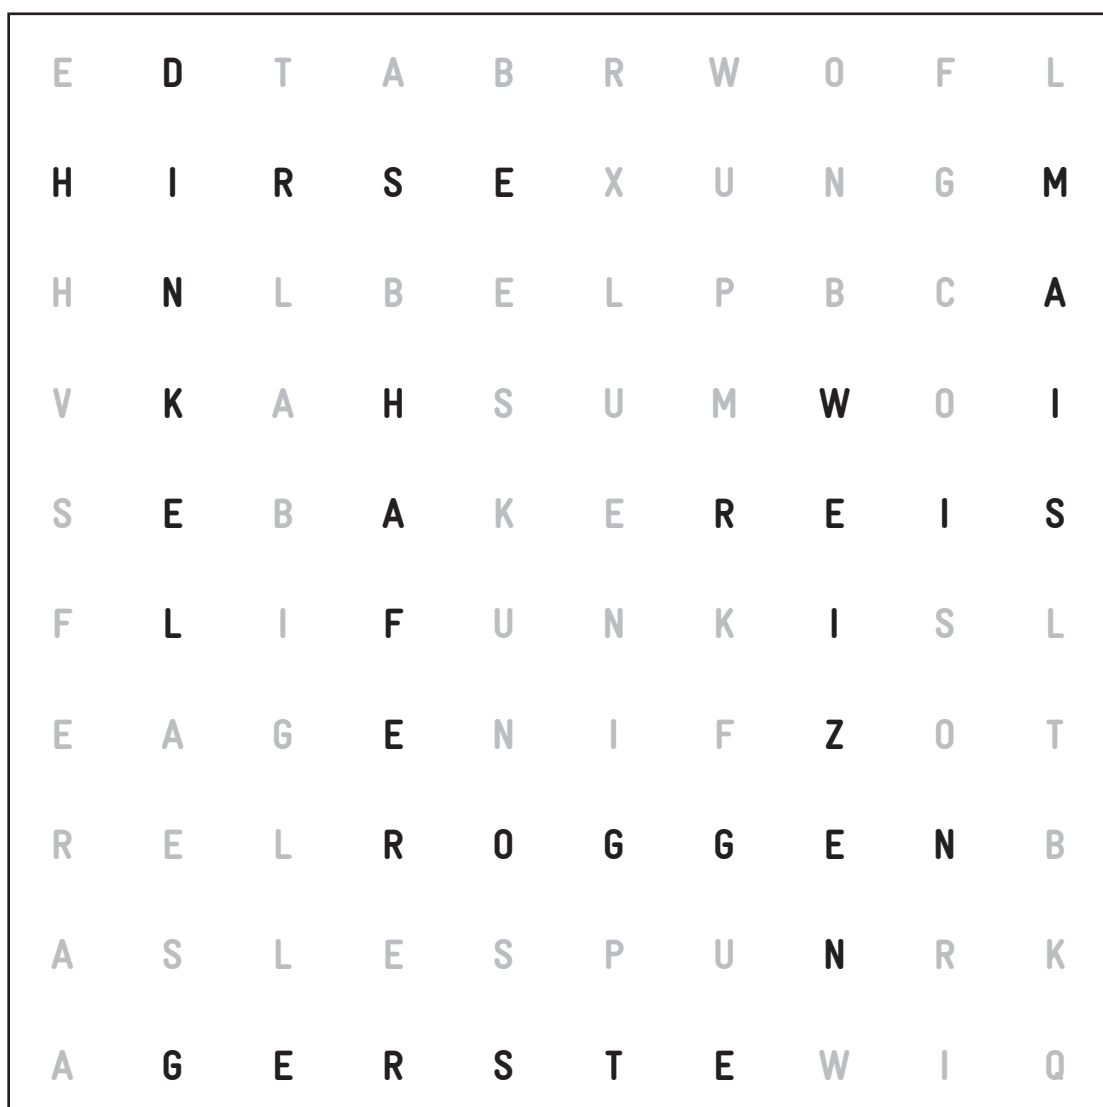 E D T A B R W O F L
H I R S E X U N G M
H N L B E L P B C A
V K A H S U M W O I
S E B A K E R E I S
F L I F U N K I S L
E A G E N I F Z O T
R E L R O G G E N B
A S L E S P U N R K
A G E R S T E W I Q